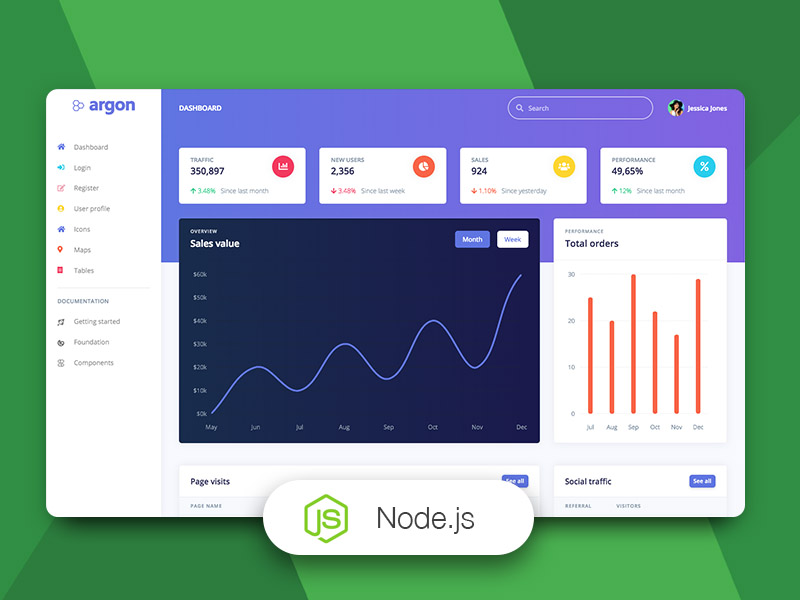 argon
DASHBOARD
Search
Jessica Jones
Dashboard
Login
Register
User profile
Icons
Maps
Tables
DOCUMENTATION
Getting started
Foundation
Components
TRAFFIC
350,897
3.48% Since last month
NEW USERS
2,356
3.48% Since last week
SALES
924
1.10% Since yesterday
PERFORMANCE
49,65%
12% Since last month
OVERVIEW
Sales value
Month
Week
$60k
$50k
$40k
$30k
$20k
$10k
$0k
May Jun Jul Aug Sep Oct Nov Dec
PERFORMANCE
Total orders
30
20
10
0
Jul Aug Sep Oct Nov Dec
Page visits
See all
PAGE NAME
Social traffic
See all
REFERRAL VISITORS
JS
Node.js